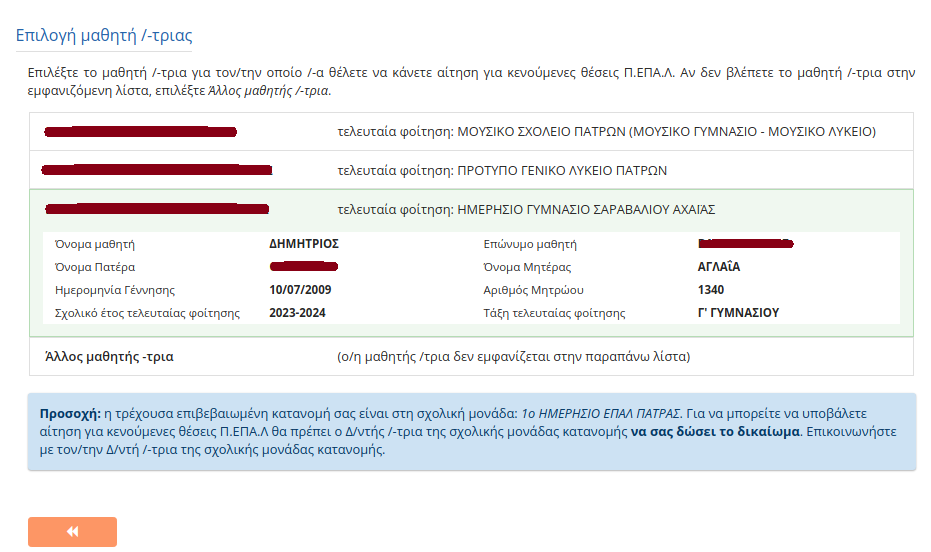 Επιλογή μαθητή /-τριας
Επιλέξτε το μαθητή /-τρια για τον/την οποίο /-α θέλετε να κάνετε αίτηση για κενούμενες θέσεις Π.ΕΠΑ.Λ. Αν δεν βλέπετε το μαθητή /-τρια στην
εμφανιζόμενη λίστα, επιλέξτε Άλλος μαθητής /-τρια.
τελευταία φοίτηση: ΜΟΥΣΙΚΟ ΣΧΟΛΕΙΟ ΠΑΤΡΩΝ (ΜΟΥΣΙΚΟ ΓΥΜΝΑΣΙΟ - ΜΟΥΣΙΚΟ ΛΥΚΕΙΟ)
τελευταία φοίτηση: ΠΡΟΤΥΠΟ ΓΕΝΙΚΟ ΛΥΚΕΙΟ ΠΑΤΡΩΝ
τελευταία φοίτηση: ΗΜΕΡΗΣΙΟ ΓΥΜΝΑΣΙΟ ΣΑΡΑΒΑΛΙΟΥ ΑΧΑΪΑΣ
Όνομα μαθητή ΔΗΜΗΤΡΙΟΣ Επώνυμο μαθητή
Όνομα Πατέρα Όνομα Μητέρας ΑΓΛΑΐΑ
Ημερομηνία Γέννησης 10/07/2009 Αριθμός Μητρώου 1340
Σχολικό έτος τελευταίας φοίτησης 2023-2024 Τάξη τελευταίας φοίτησης Γ' ΓΥΜΝΑΣΙΟΥ
Άλλος μαθητής -τρια (ο/η μαθητής /τρια δεν εμφανίζεται στην παραπάνω λίστα)
Προσοχή: η τρέχουσα επιβεβαιωμένη κατανομή σας είναι στη σχολική μονάδα: 1ο ΗΜΕΡΗΣΙΟ ΕΠΑΛ ΠΑΤΡΑΣ. Για να μπορείτε να υποβάλετε
αίτηση για κενούμενες θέσεις Π.ΕΠΑ.Λ θα πρέπει ο Δ/ντής /-τρια της σχολικής μονάδας κατανομής να σας δώσει το δικαίωμα. Επικοινωνήστε
με τον/την Δ/ντή /-τρια της σχολικής μονάδας κατανομής.